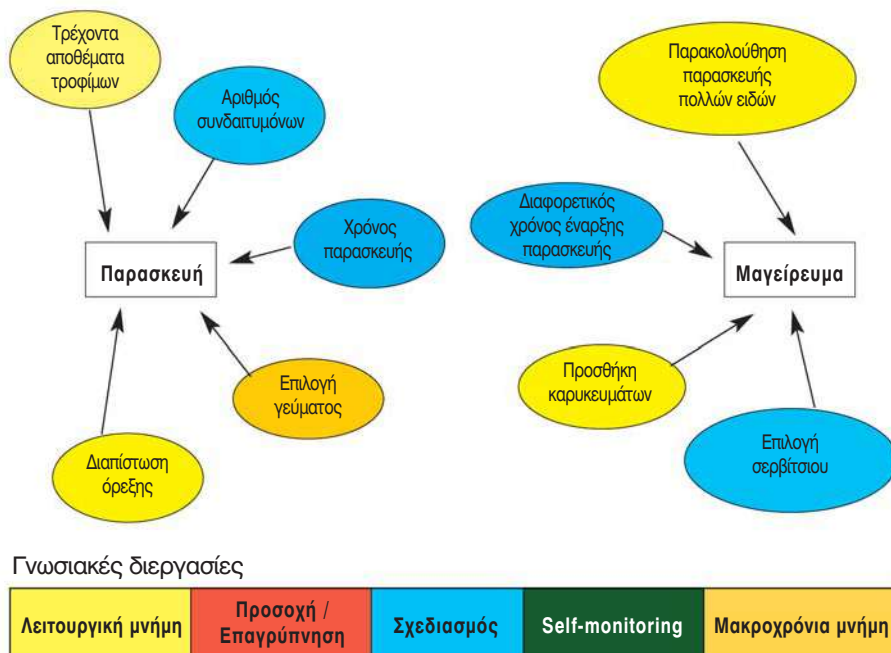 Τρέχοντα
αποθέματα
τροφίμων
Αριθμός
συνδαιτυμόνων
Χρόνος
παρασκευής
Παρασκευή
Επιλογή
γεύματος
Διαπίστωση
όρεξης
Παρακολούθηση
παρασκευής
πολλών ειδών
Διαφορετικός
χρόνος έναρξης
παρασκευής
Μαγείρευμα
Προσθήκη
καρυκευμάτων
Επιλογή
σερβίτσιου
Γνωσιακές διεργασίες
Λειτουργική μνήμη
Προσοχή /
Επαγρύπνηση
Σχεδιασμός
Self-monitoring
Μακροχρόνια μνήμη